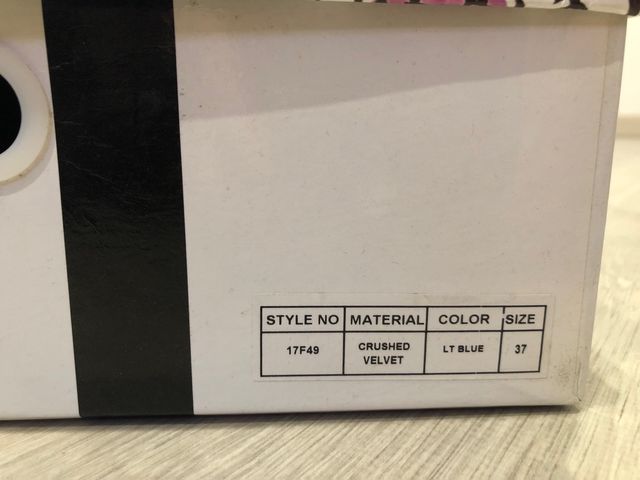 STYLE NO MATERIAL COLOR SIZE
17F49 CRUSHED VELVET LT BLUE 37